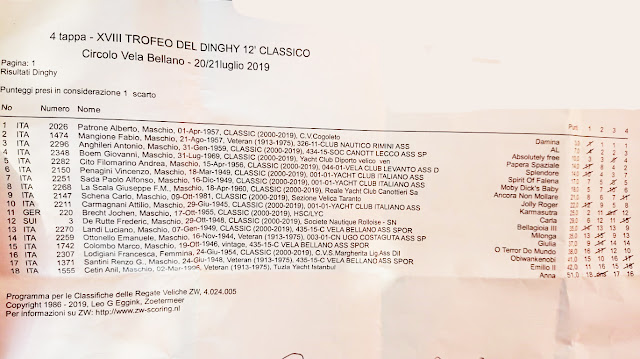 4 tappa - XVIII TROFEO DEL DINGHY 12' CLASSICO
Circolo Vela Bellano - 20/21luglio 2019
Pagina: 1
Risultati Dinghy
Punteggi presi in considerazione 1 scarto
No Numero Nome Punti 1 2 3 4
1 ITA 2026 Patrone Alberto, Maschio, 01-Apr-1957, CLASSIC (2000-2019), C.V.Cogoleto Damina
2 ITA 1474 Mangione Fabio, Maschio, 21-Ago-1957, Veteran (1913-1975), 326-11-CLUB NAUTICO RIMINI ASS AL
3 ITA 2296 Anghileri Antonio, Maschio, 31-Gen-1959, CLASSIC (2000-2019), 434-15-SOC CANOTT LECCO ASS SP Absolutely free
4 ITA 2348 Boem Giovanni, Maschio, 31-Lug-1969, CLASSIC (2000-2019), Yacht Club Diporto velico ven Papera Spaziale
5 ITA 2282 Cito Filomarino Andrea, Maschio, 15-Apr-1956, CLASSIC (2000-2019), 044-01-VELA CLUB LEVANTO ASS D Splendore
6 ITA 2150 Penagini Vincenzo, Maschio, 18-Mar-1949, CLASSIC (2000-2019), 001-01-YACHT CLUB ITALIANO ASS Spirit Of Falena
7 ITA 2251 Sada Paolo Alfonso, Maschio, 16-Dic-1949, CLASSIC (2000-2019), 001-01-YACHT CLUB ITALIANO ASS Moby Dick's Baby
8 ITA 2268 La Scala Giuseppe F.M., Maschio, 18-Apr-1960, CLASSIC (2000-2019), Reale Yacht Club Canottieri Sa Ancora Non Mollare
9 ITA 2147 Schena Carlo, Maschio, 09-Ott-1981, CLASSIC (2000-2019), Sezione Velica Taranto Jolly Roger
10 ITA 2211 Carmagnani Attilio, Maschio, CLASSIC (2000-2019), 001-01-YACHT CLUB ITALIANO ASS Karmasutra
11 GER 220 Brecht Jochen, Maschio, 17-Ott-1955, CLASSIC (2000-2019), HSC/LYC Carla
12 SUI 3 De Rutte Frederic, Maschio, 29-Ott, CLASSIC (2000-2019), Societe Nautique Rolloise - SN Bellagioia III
13 ITA 2270 Landi Luciano, Maschio, 07-Gen-1949, CLASSIC (2000-2019), 435-15 C VELA BELLANO ASS SPOR Milonga
14 ITA 2259 Ottonello Emanuele, Maschio, 16-Nov-1944, Veteran (1913-1975), 003-01-UN UGO COSTAGUTA ASS SP Giulia
15 ITA 1742 Colombo Marco, Maschio, 19-Ott-1946, vintage, 435-15-C VELA BELLANO ASS SPOR O Terror Do Mundo
16 ITA 2307 Lodigiani Francesca, Femmina, 24-Giu-1954, CLASSIC (2000-2019), C.V.S.Margherita Lig Ass Dil Obiwankenobi
17 ITA 1371 Santini Renzo G., Maschio, 24-Giu-1948, Veteran (1913-1975), 435-15-C VELA BELLANO ASS SPOR Emilio II
18 ITA 1555 Cetin Anil, Maschio, 02-Mar-1996, Veteran (1913-1975), Tuzla Yacht Istanbul Anna
Programma per le Classifiche delle Regate Veliche ZW, 4.024.005
Copyright 1986 - 2019, Leo G Eggink, Zoetermeer
Per informazioni su ZW: http://www.zw-scoring.nl